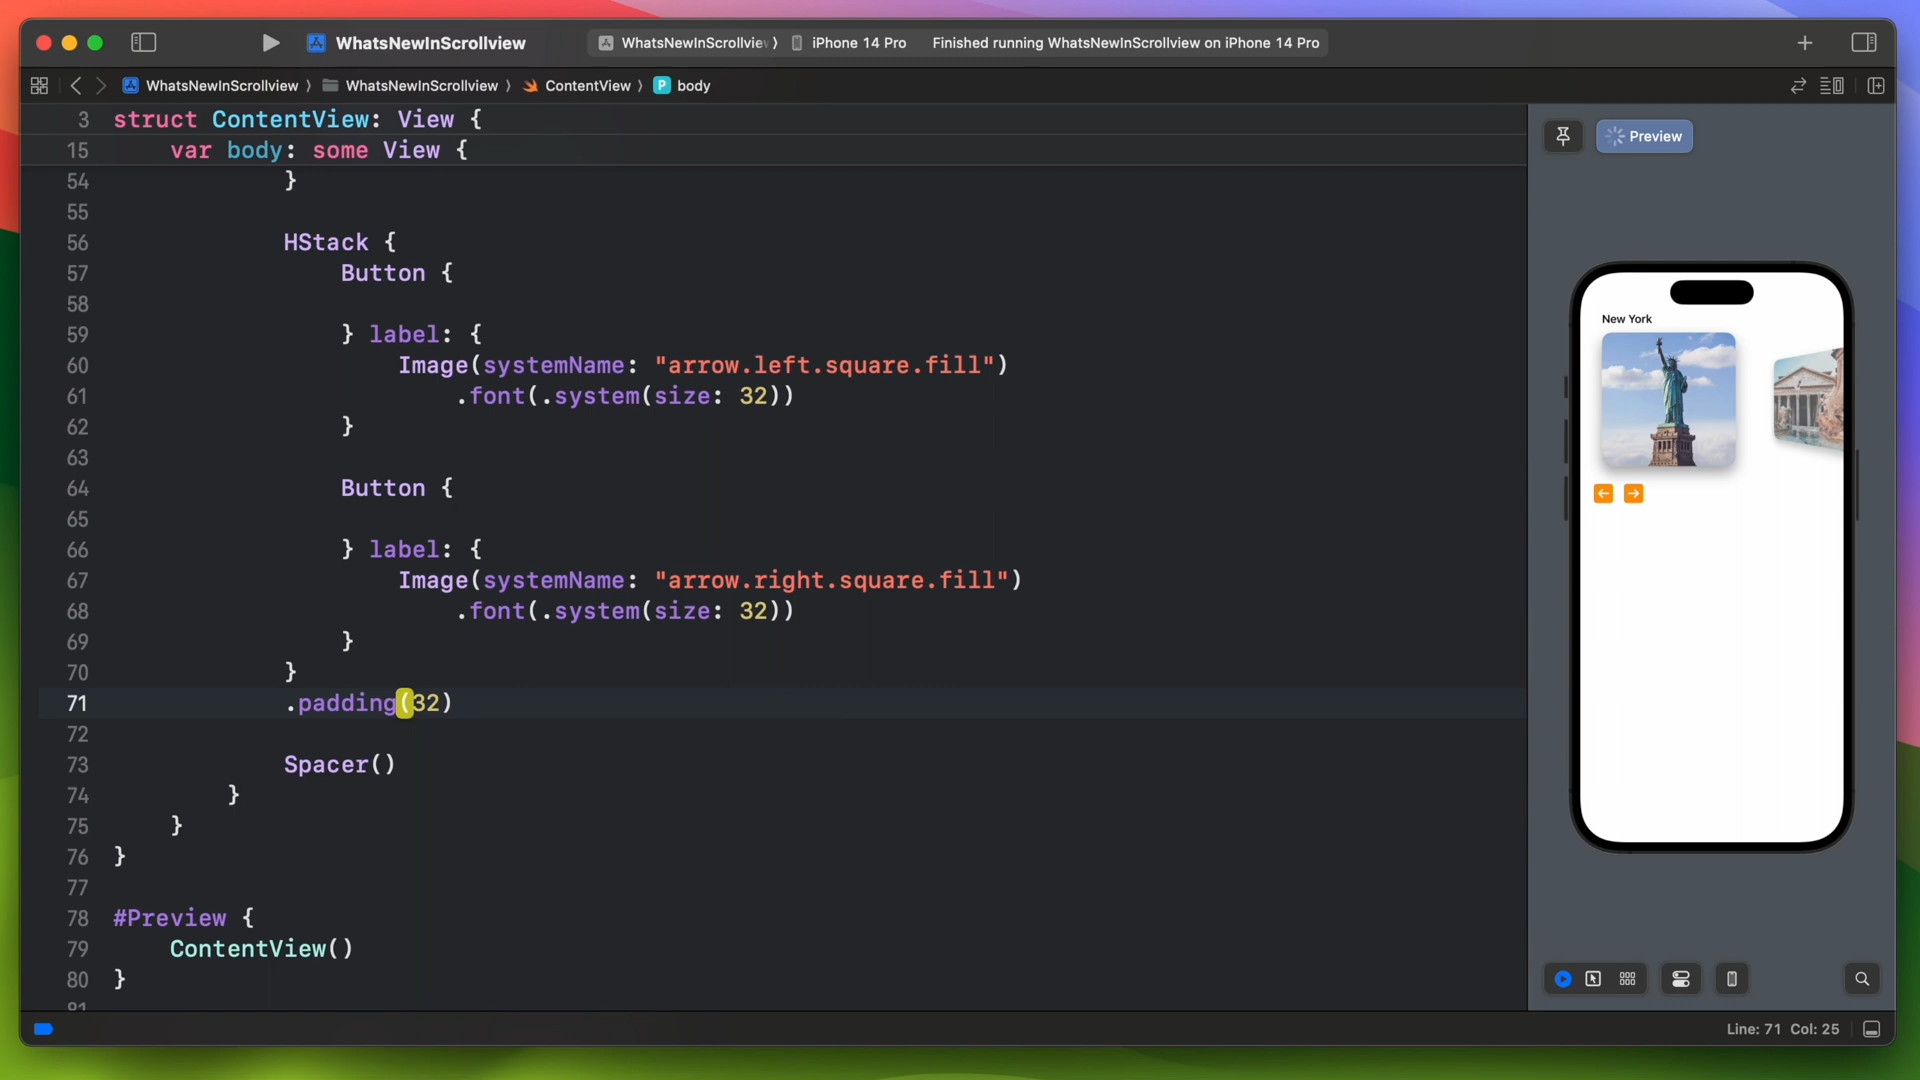 WhatsNewInScrollview
WhatsNewInScrollview 〉 iPhone 14 Pro Finished running WhatsNewInScrollview on iPhone 14 Pro
WhatsNewInScrollview 〉 WhatsNewInScrollview 〉 ContentView 〉 P body
3 struct ContentView: View {
15 var body: some View {
54 }
55
56 HStack {
57 Button {
58
59 } label: {
60 Image(systemName: "arrow.left.square.fill")
61 .font(.system(size: 32))
62 }
63
64 Button {
65
66 } label: {
67 Image(systemName: "arrow.right.square.fill")
68 .font(.system(size: 32))
69 }
70 }
71 .padding(32)
72
73 Spacer()
74 }
75 }
76 }
77
78 #Preview {
79 ContentView()
80 }
81
Preview
New York
Line: 71 Col: 25